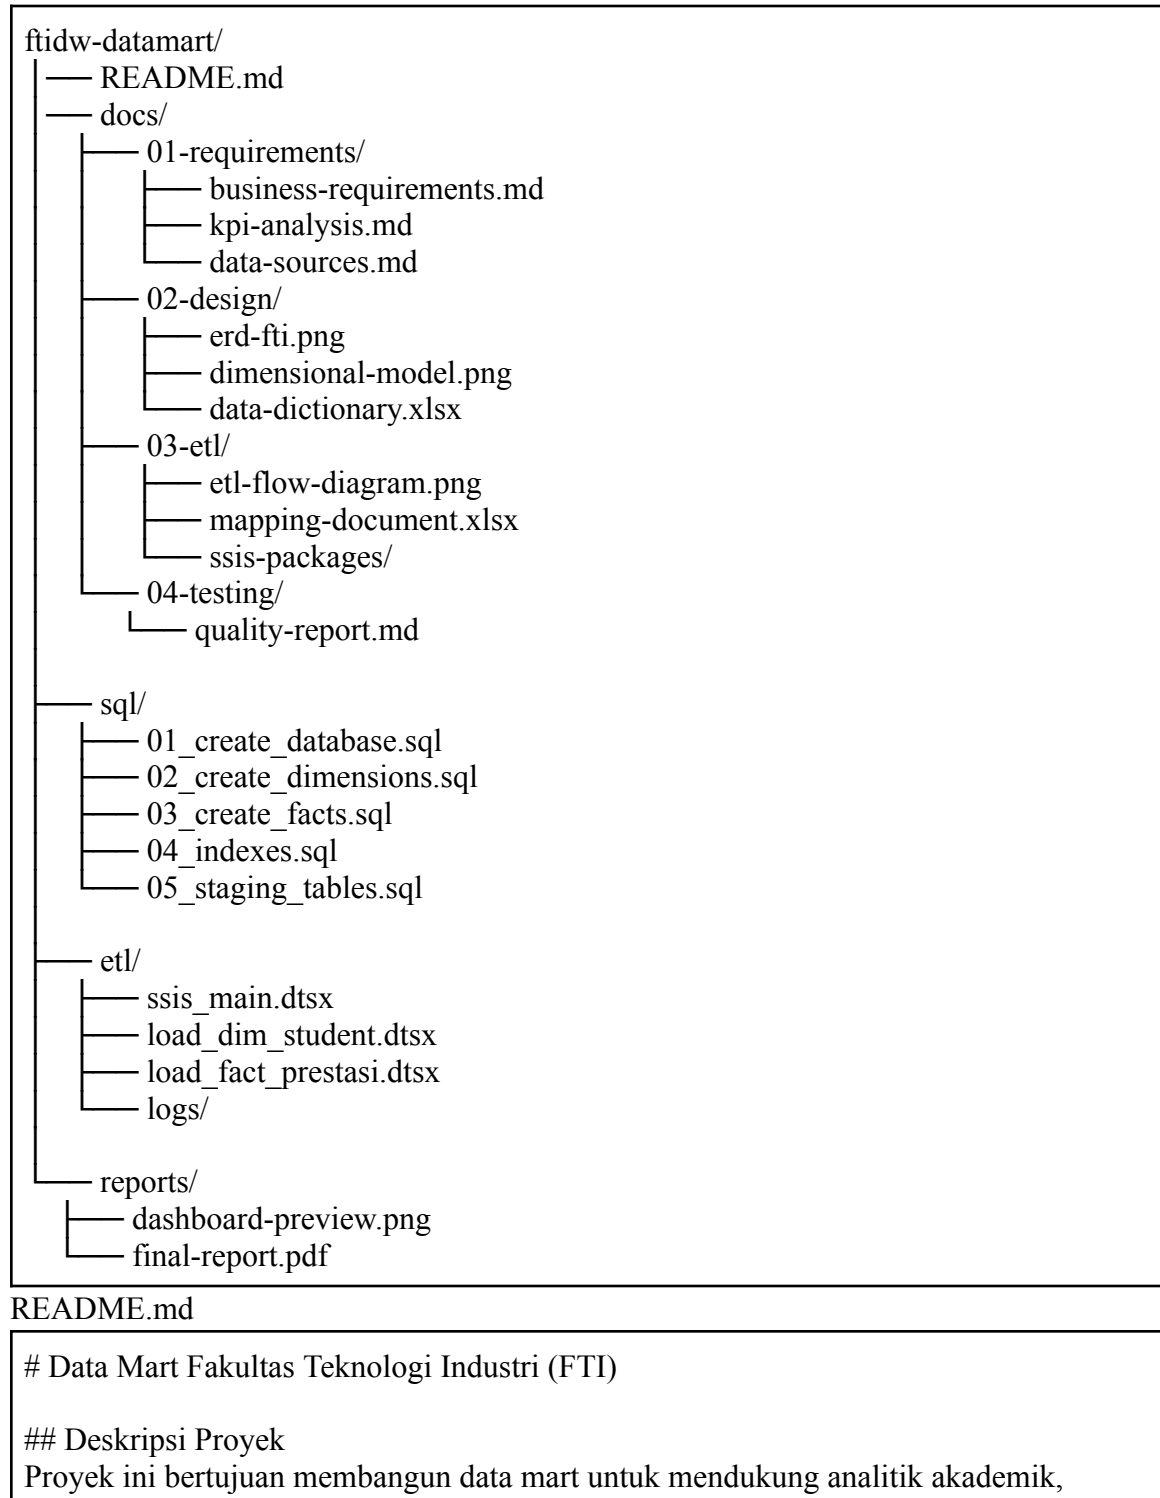 ftidw-datamart/
README.md
docs/
01-requirements/
business-requirements.md
kpi-analysis.md
data-sources.md
02-design/
erd-fti.png
dimensional-model.png
data-dictionary.xlsx
03-etl/
etl-flow-diagram.png
mapping-document.xlsx
ssis-packages/
04-testing/
quality-report.md
sql/
01_create_database.sql
02_create_dimensions.sql
03_create_facts.sql
04_indexes.sql
05_staging_tables.sql
etl/
ssis_main.dtsx
load_dim_student.dtsx
load_fact_prestasi.dtsx
logs/
reports/
dashboard-preview.png
final-report.pdf
README.md
# Data Mart Fakultas Teknologi Industri (FTI)
## Deskripsi Proyek
Proyek ini bertujuan membangun data mart untuk mendukung analitik akademik,